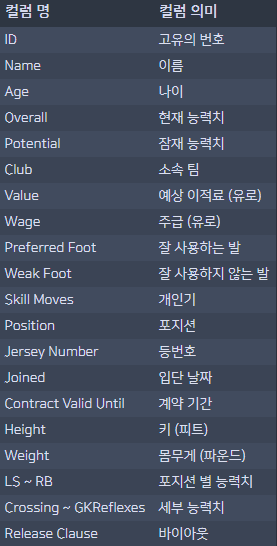 컬럼 명 컬럼 의미
ID 고유의 번호
Name 이름
Age 나이
Overall 현재 능력치
Potential 잠재 능력치
Club 소속 팀
Value 예상 이적료 (유로)
Wage 주급 (유로)
Preferred Foot 잘 사용하는 발
Weak Foot 잘 사용하지 않는 발
Skill Moves 개인기
Position 포지션
Jersey Number 등번호
Joined 입단 날짜
Contract Valid Until 계약 기간
Height 키 (피트)
Weight 몸무게 (파운드)
LS ~ RB 포지션 별 능력치
Crossing ~ GKReflexes 세부 능력치
Release Clause 바이아웃